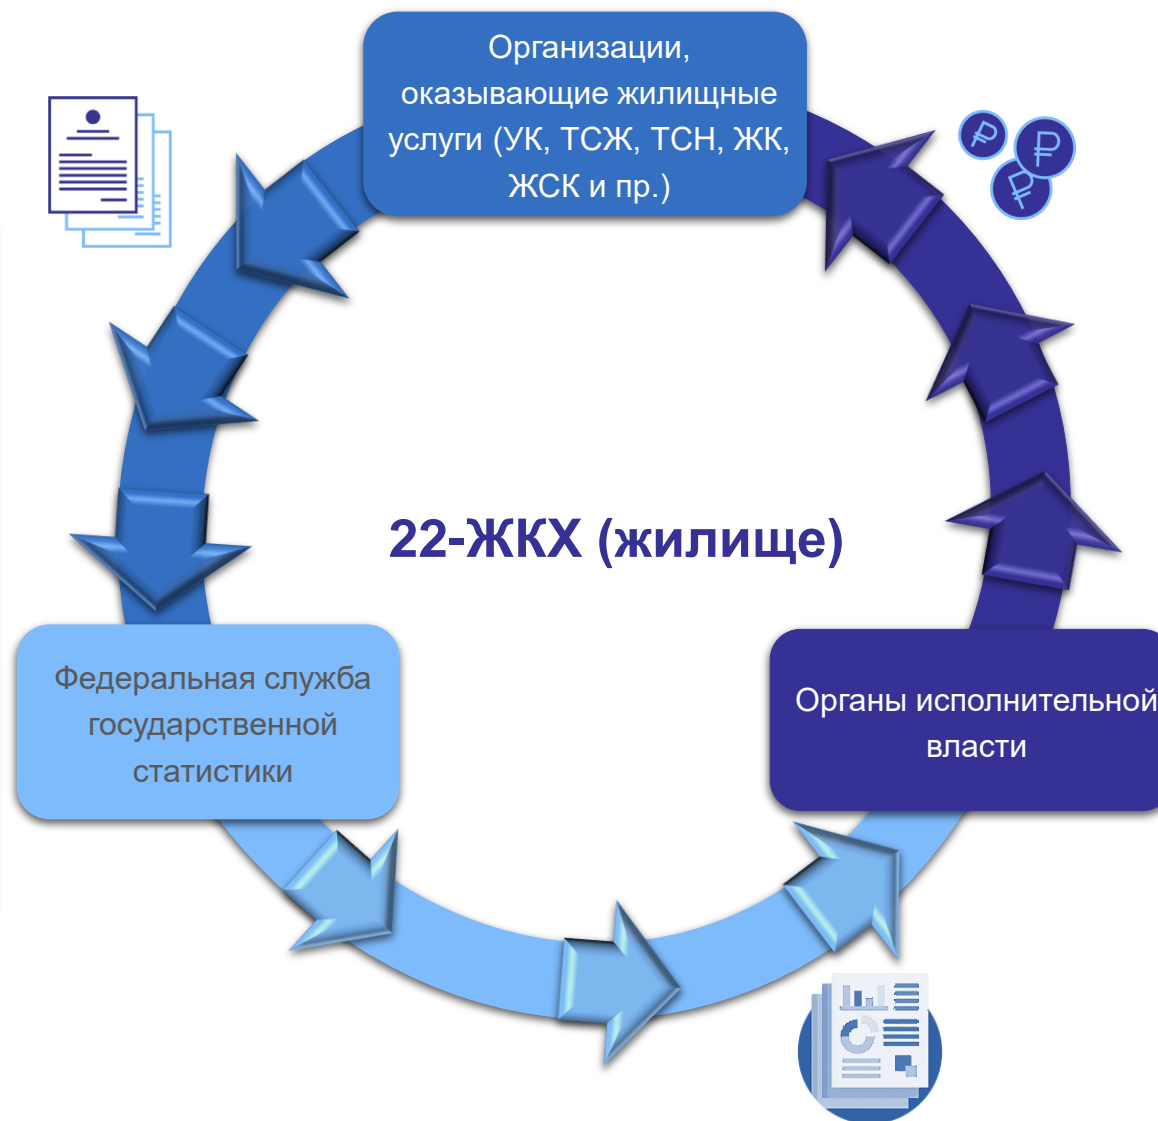 Организации,
оказывающие жилищные
услуги (УК, ТСЖ, ТСН, ЖК,
ЖСК и пр.)
22-ЖКХ (жилище)
Федеральная служба
государственной
статистики
Органы исполнительной
власти